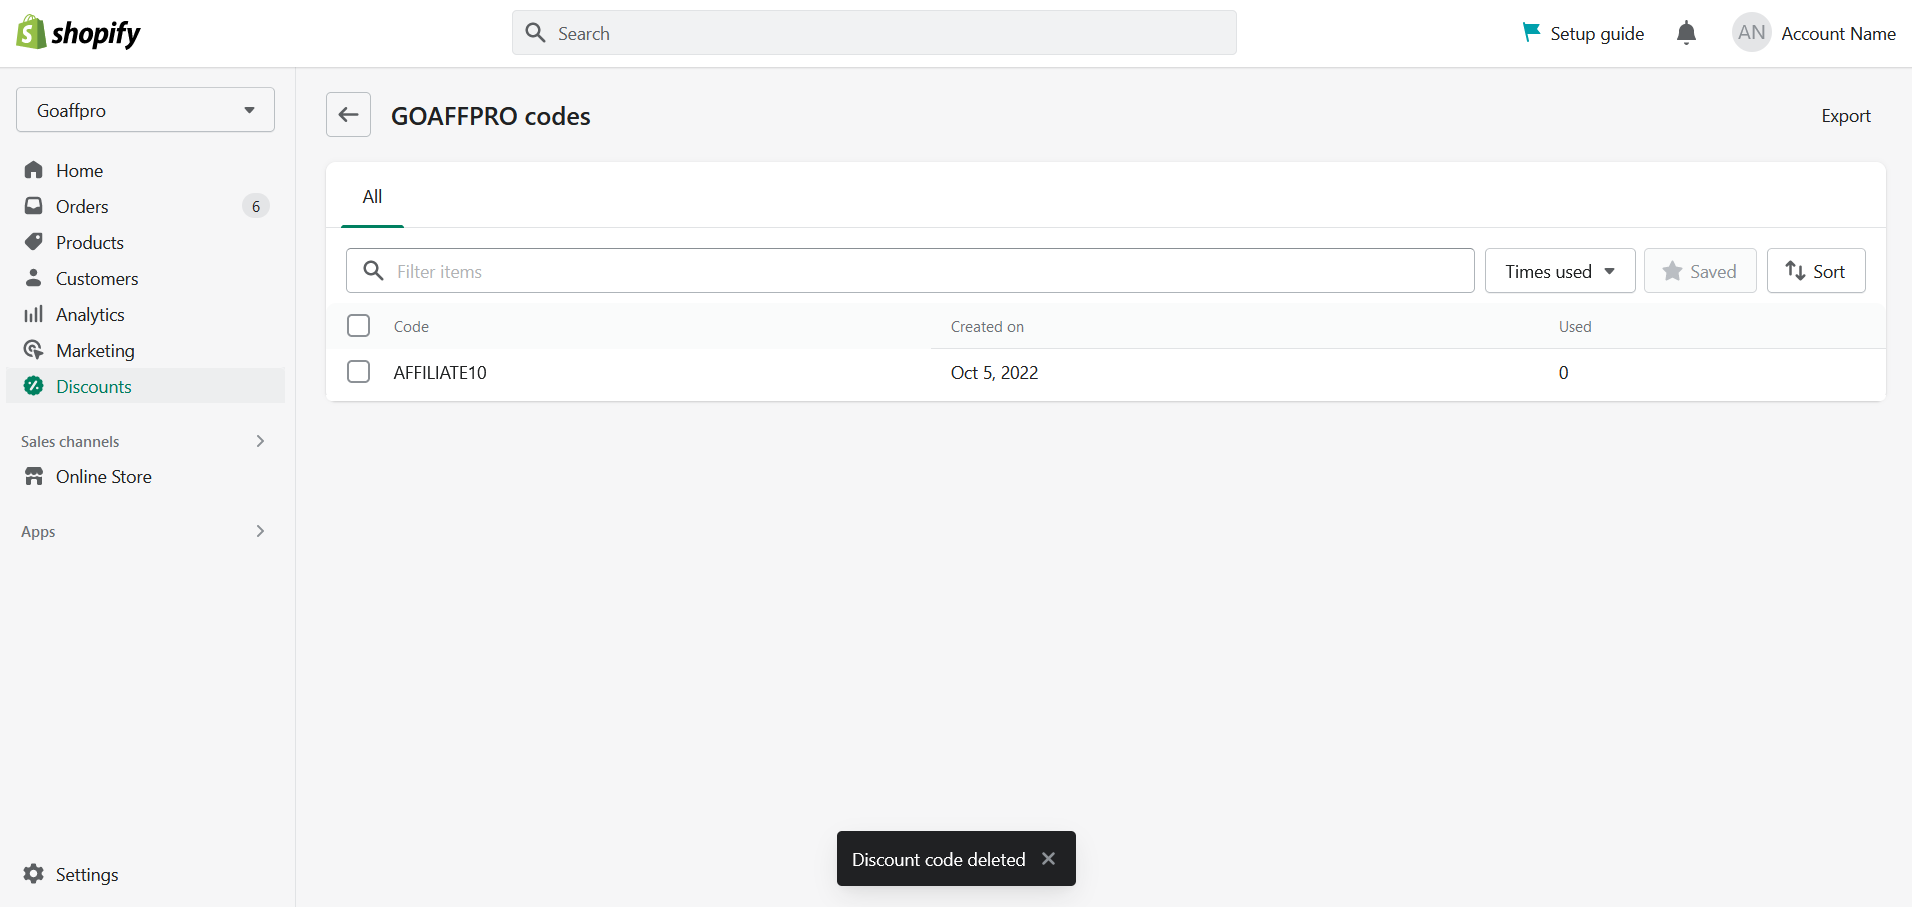 shopify
Search
Setup guide
AN
Account Name
Goaffpro
Home
Orders
6
Products
Customers
Analytics
Marketing
Discounts
Sales channels
Online Store
Apps
Settings
GOAFFPRO codes
Export
All
Filter items
Times used
Saved
Sort
Code
Created on
Used
AFFILIATE10
Oct 5, 2022
0
Discount code deleted